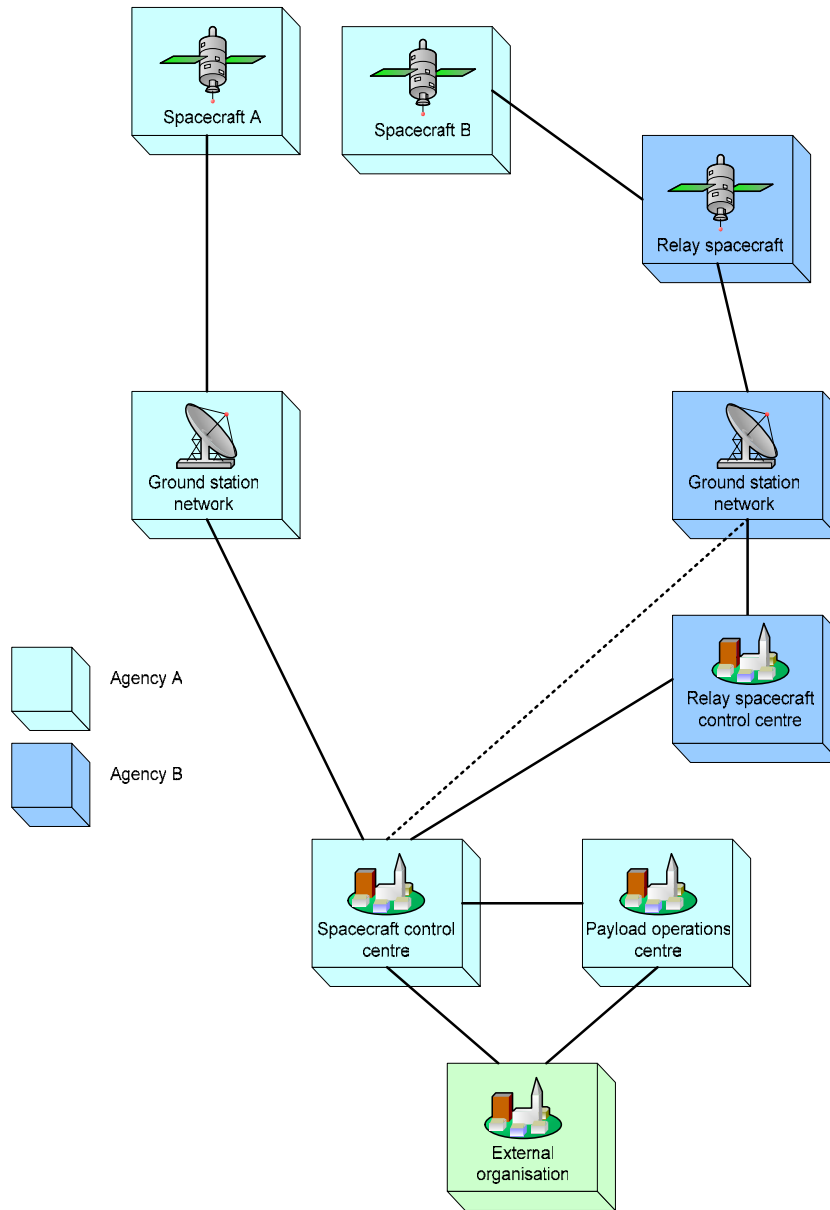 Spacecraft A
Spacecraft B
Relay spacecraft
Ground station
network
Ground station
network
Agency A
Relay spacecraft
control centre
Agency B
Spacecraft control
centre
Payload operations
centre
External
organisation